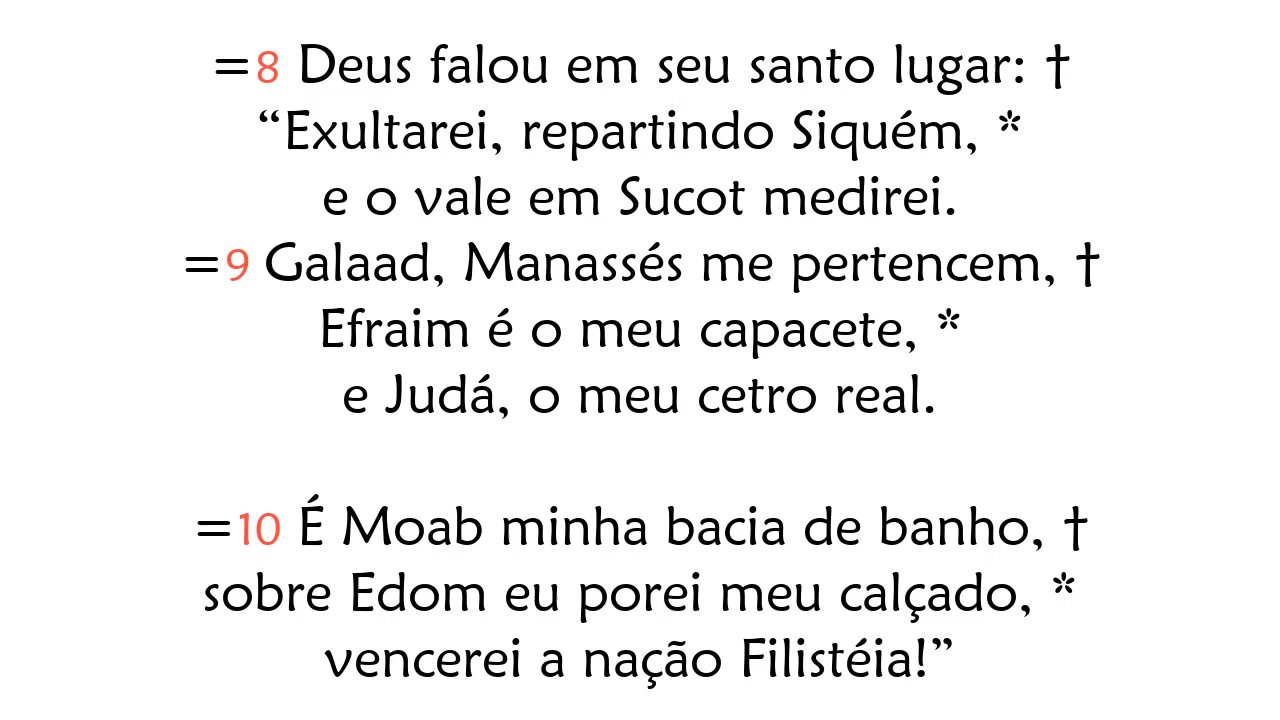 =8 Deus falou em seu santo lugar: †
“Exultarei, repartindo Siquém, *
e o vale em Sucot medirei.
=9 Galaad, Manassés me pertencem, †
Efraim é o meu capacete, *
e Judá, o meu cetro real.
=10 É Moab minha bacia de banho, †
sobre Edom eu porei meu calçado, *
vencerei a nação Filistéia!”